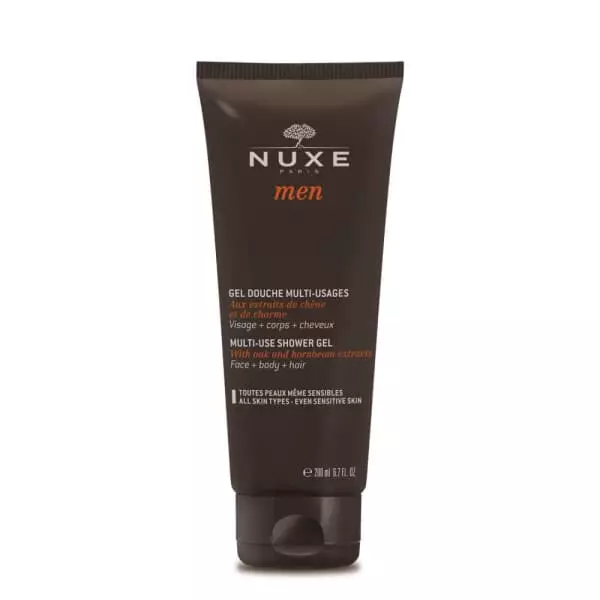 NUXE
PARIS
men
GEL DOUCHE MULTI-USAGES
Aux extraits de chêne
et de charme
Visage + corps + cheveux
MULTI-USE SHOWER GEL
With oak and hornbeam extracts
Face + body + hair
TOUTES PEAUX MÊME SENSIBLES
ALL SKIN TYPES - EVEN SENSITIVE SKIN
℮ 200 ml 6.7 FL. OZ